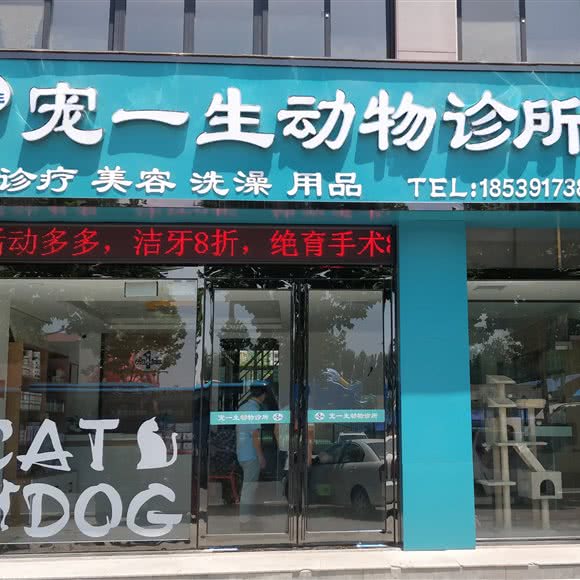 宠一生动物诊所
诊疗 美容 洗澡 用品 TEL:185391738
活动多多，洁牙8折，绝育手术8
宠一生动物诊所 宠一生动物诊所
CAT
DOG